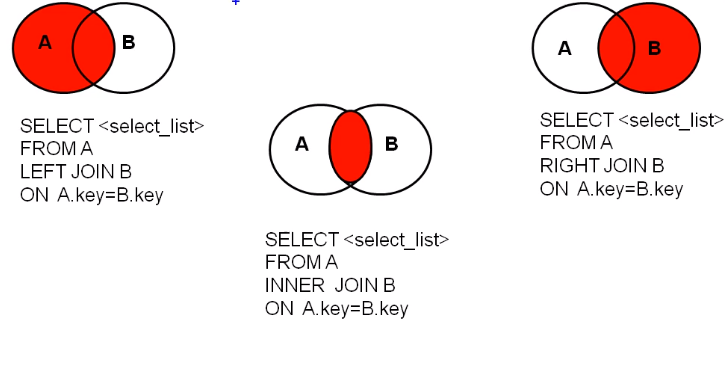 A B
SELECT <select_list>
FROM A
LEFT JOIN B
ON A.key=B.key
A B
SELECT <select_list>
FROM A
INNER JOIN B
ON A.key=B.key
A B
SELECT <select_list>
FROM A
RIGHT JOIN B
ON A.key=B.key